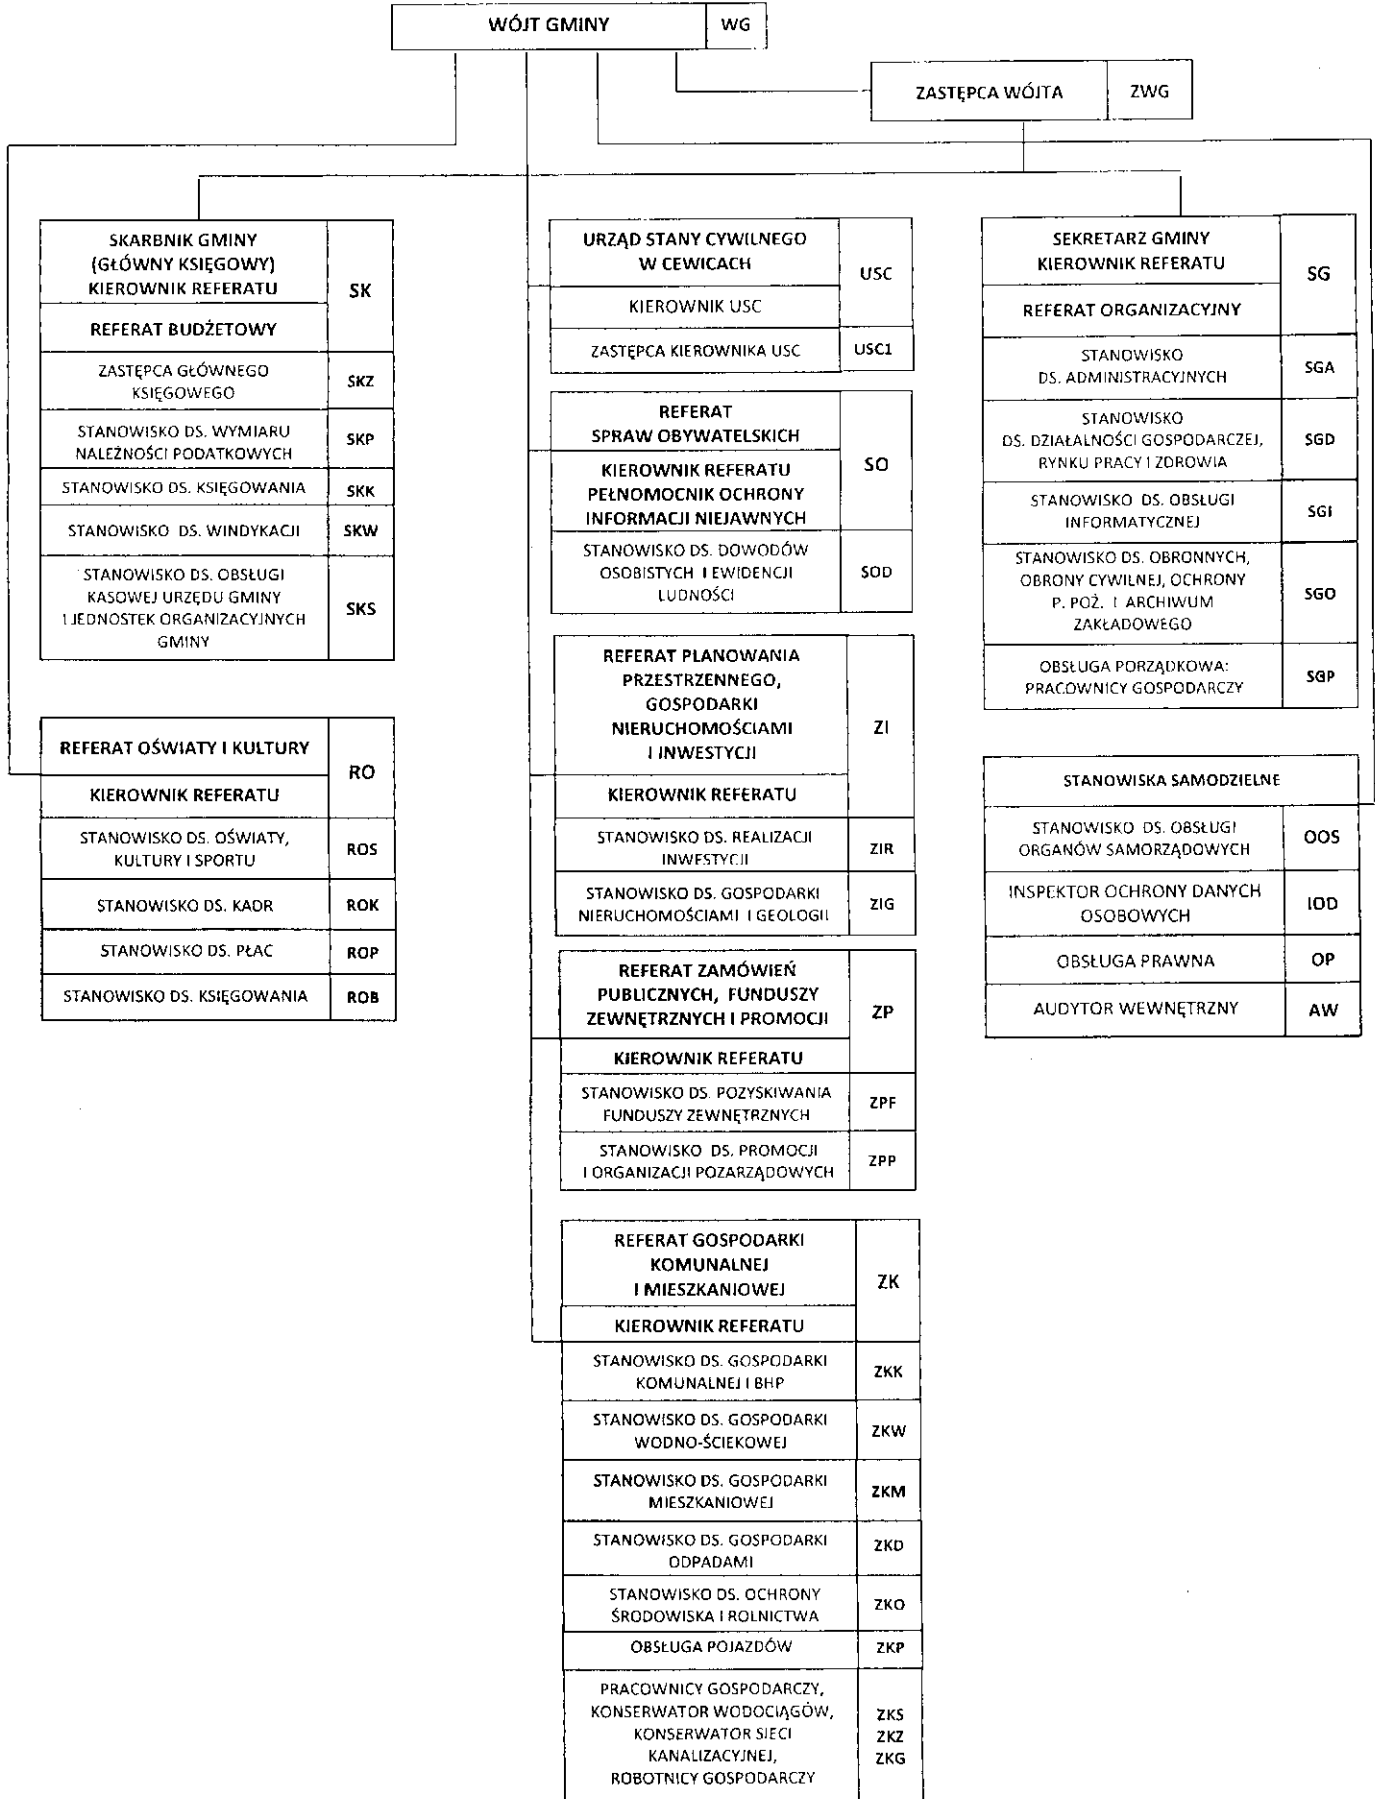 WÓJT GMINY WG
ZASTĘPCA WÓJTA ZWG
SKARBNIK GMINY
(GŁÓWNY KSIĘGOWY)
KIEROWNIK REFERATU
SK
REFERAT BUDŻETOWY
ZASTĘPCA GŁÓWNEGO
KSIĘGOWEGO
SKZ
STANOWISKO DS. WYMIARU
NALEŻNOŚCI PODATKOWYCH
SKP
STANOWISKO DS. KSIĘGOWANIA SKK
STANOWISKO DS. WINDYKACJI SKW
STANOWISKO DS. OBSŁUGI
KASOWEJ URZĘDU GMINY
I JEDNOSTEK ORGANIZACYJNYCH
GMINY
SKS
REFERAT OŚWIATY I KULTURY
RO
KIEROWNIK REFERATU
STANOWISKO DS. OŚWIATY,
KULTURY I SPORTU
ROS
STANOWISKO DS. KADR ROK
STANOWISKO DS. PŁAC ROP
STANOWISKO DS. KSIĘGOWANIA ROB
URZĄD STANY CYWILNEGO
W CEWICACH
USC
KIEROWNIK USC
ZASTĘPCA KIEROWNIKA USC USC1
REFERAT
SPRAW OBYWATELSKICH
SO
KIEROWNIK REFERATU
PEŁNOMOCNIK OCHRONY
INFORMACJI NIEJAWNYCH
STANOWISKO DS. DOWODÓW
OSOBISTYCH I EWIDENCJI
LUDNOŚCI
SOD
REFERAT PLANOWANIA
PRZESTRZENNEGO,
GOSPODARKI
NIERUCHOMOŚCIAMI
I INWESTYCJI
ZI
KIEROWNIK REFERATU
STANOWISKO DS. REALIZACJI
INWESTYCJI
ZIR
STANOWISKO DS. GOSPODARKI
NIERUCHOMOŚCIAMI I GEOLOGII
ZIG
REFERAT ZAMÓWIEŃ
PUBLICZNYCH, FUNDUSZY
ZEWNĘTRZNYCH I PROMOCJI
ZP
KIEROWNIK REFERATU
STANOWISKO DS. POZYSKIWANIA
FUNDUSZY ZEWNĘTRZNYCH
ZPF
STANOWISKO DS. PROMOCJI
I ORGANIZACJI POZARZĄDOWYCH
ZPP
REFERAT GOSPODARKI
KOMUNALNEJ
I MIESZKANIOWEJ
ZK
KIEROWNIK REFERATU
STANOWISKO DS. GOSPODARKI
KOMUNALNEJ I BHP
ZKK
STANOWISKO DS. GOSPODARKI
WODNO-ŚCIEKOWEJ
ZKW
STANOWISKO DS. GOSPODARKI
MIESZKANIOWEJ
ZKM
STANOWISKO DS. GOSPODARKI
ODPADAMI
ZKD
STANOWISKO DS. OCHRONY
ŚRODOWISKA I ROLNICTWA
ZKO
OBSŁUGA POJAZDÓW ZKP
PRACOWNICY GOSPODARCZY,
KONSERWATOR WODOCIĄGÓW,
KONSERWATOR SIECI
KANALIZACYJNEJ,
ROBOTNICY GOSPODARCZY
ZKS
ZKZ
ZKG
SEKRETARZ GMINY
KIEROWNIK REFERATU
SG
REFERAT ORGANIZACYJNY
STANOWISKO
DS. ADMINISTRACYJNYCH
SGA
STANOWISKO
DS. DZIAŁALNOŚCI GOSPODARCZEJ,
RYNKU PRACY I ZDROWIA
SGD
STANOWISKO DS. OBSŁUGI
INFORMATYCZNEJ
SGI
STANOWISKO DS. OBRONNYCH,
OBRONY CYWILNEJ, OCHRONY
P. POŻ. I ARCHIWUM
ZAKŁADOWEGO
SGO
OBSŁUGA PORZĄDKOWA:
PRACOWNICY GOSPODARCZY
SGP
STANOWISKA SAMODZIELNE
STANOWISKO DS. OBSŁUGI
ORGANÓW SAMORZĄDOWYCH
OOS
INSPEKTOR OCHRONY DANYCH
OSOBOWYCH
IOD
OBSŁUGA PRAWNA OP
AUDYTOR WEWNĘTRZNY AW